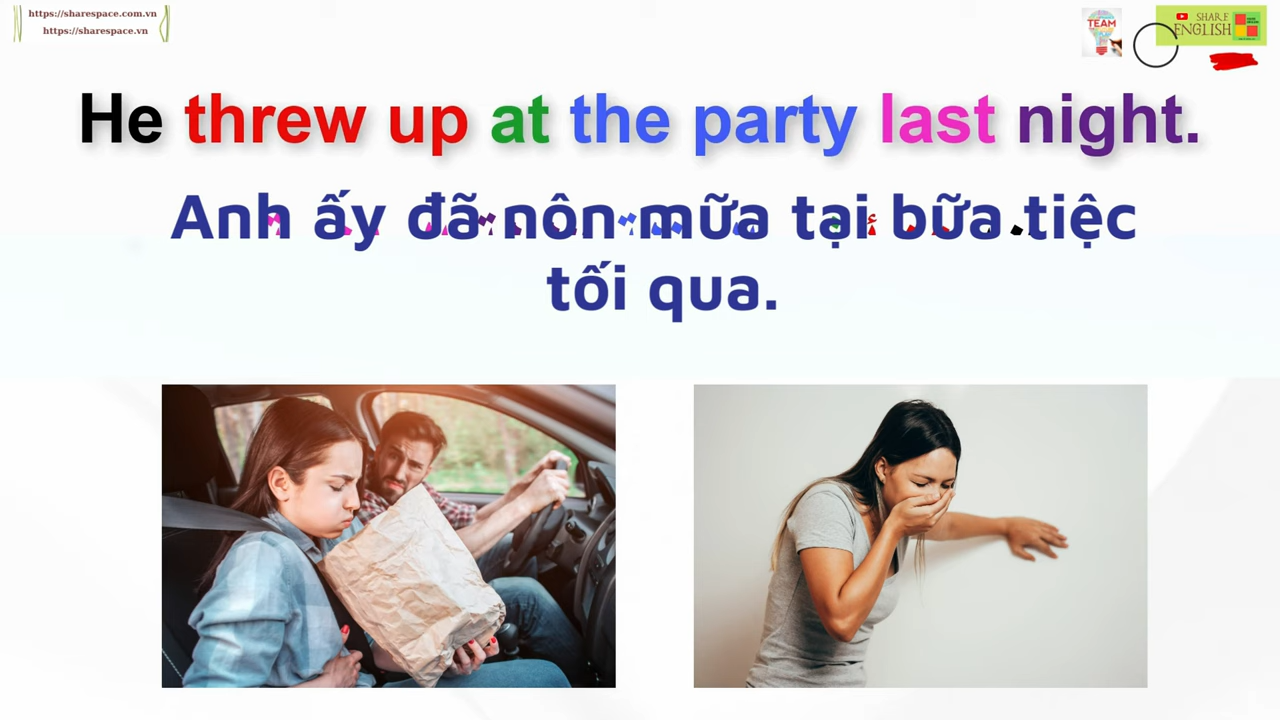 https://sharespace.com.vn
https://sharespace.vn
TEAM
SHARE
ENGLISH
He threw up at the party last night.
Anh ấy đã nôn mữa tại bữa tiệc
tối qua.